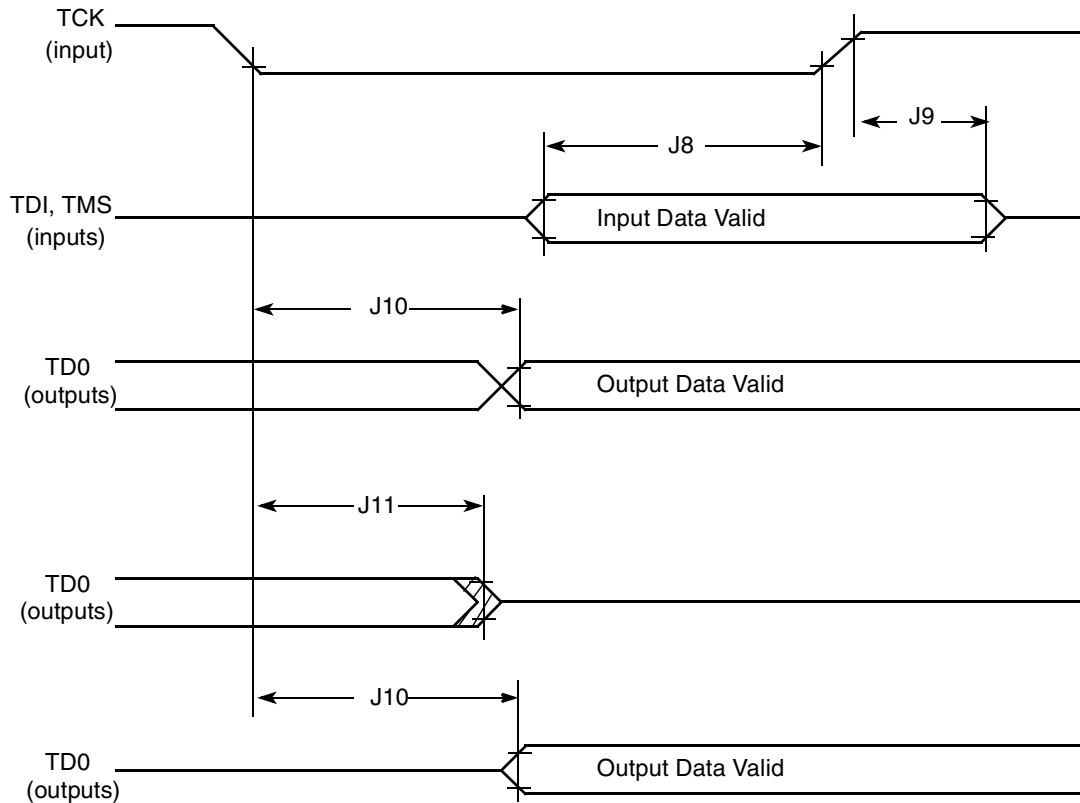 TCK
(input)
J9
J8
TDI, TMS
(inputs)
Input Data Valid
J10
TD0
(outputs)
Output Data Valid
J11
TD0
(outputs)
J10
TD0
(outputs)
Output Data Valid